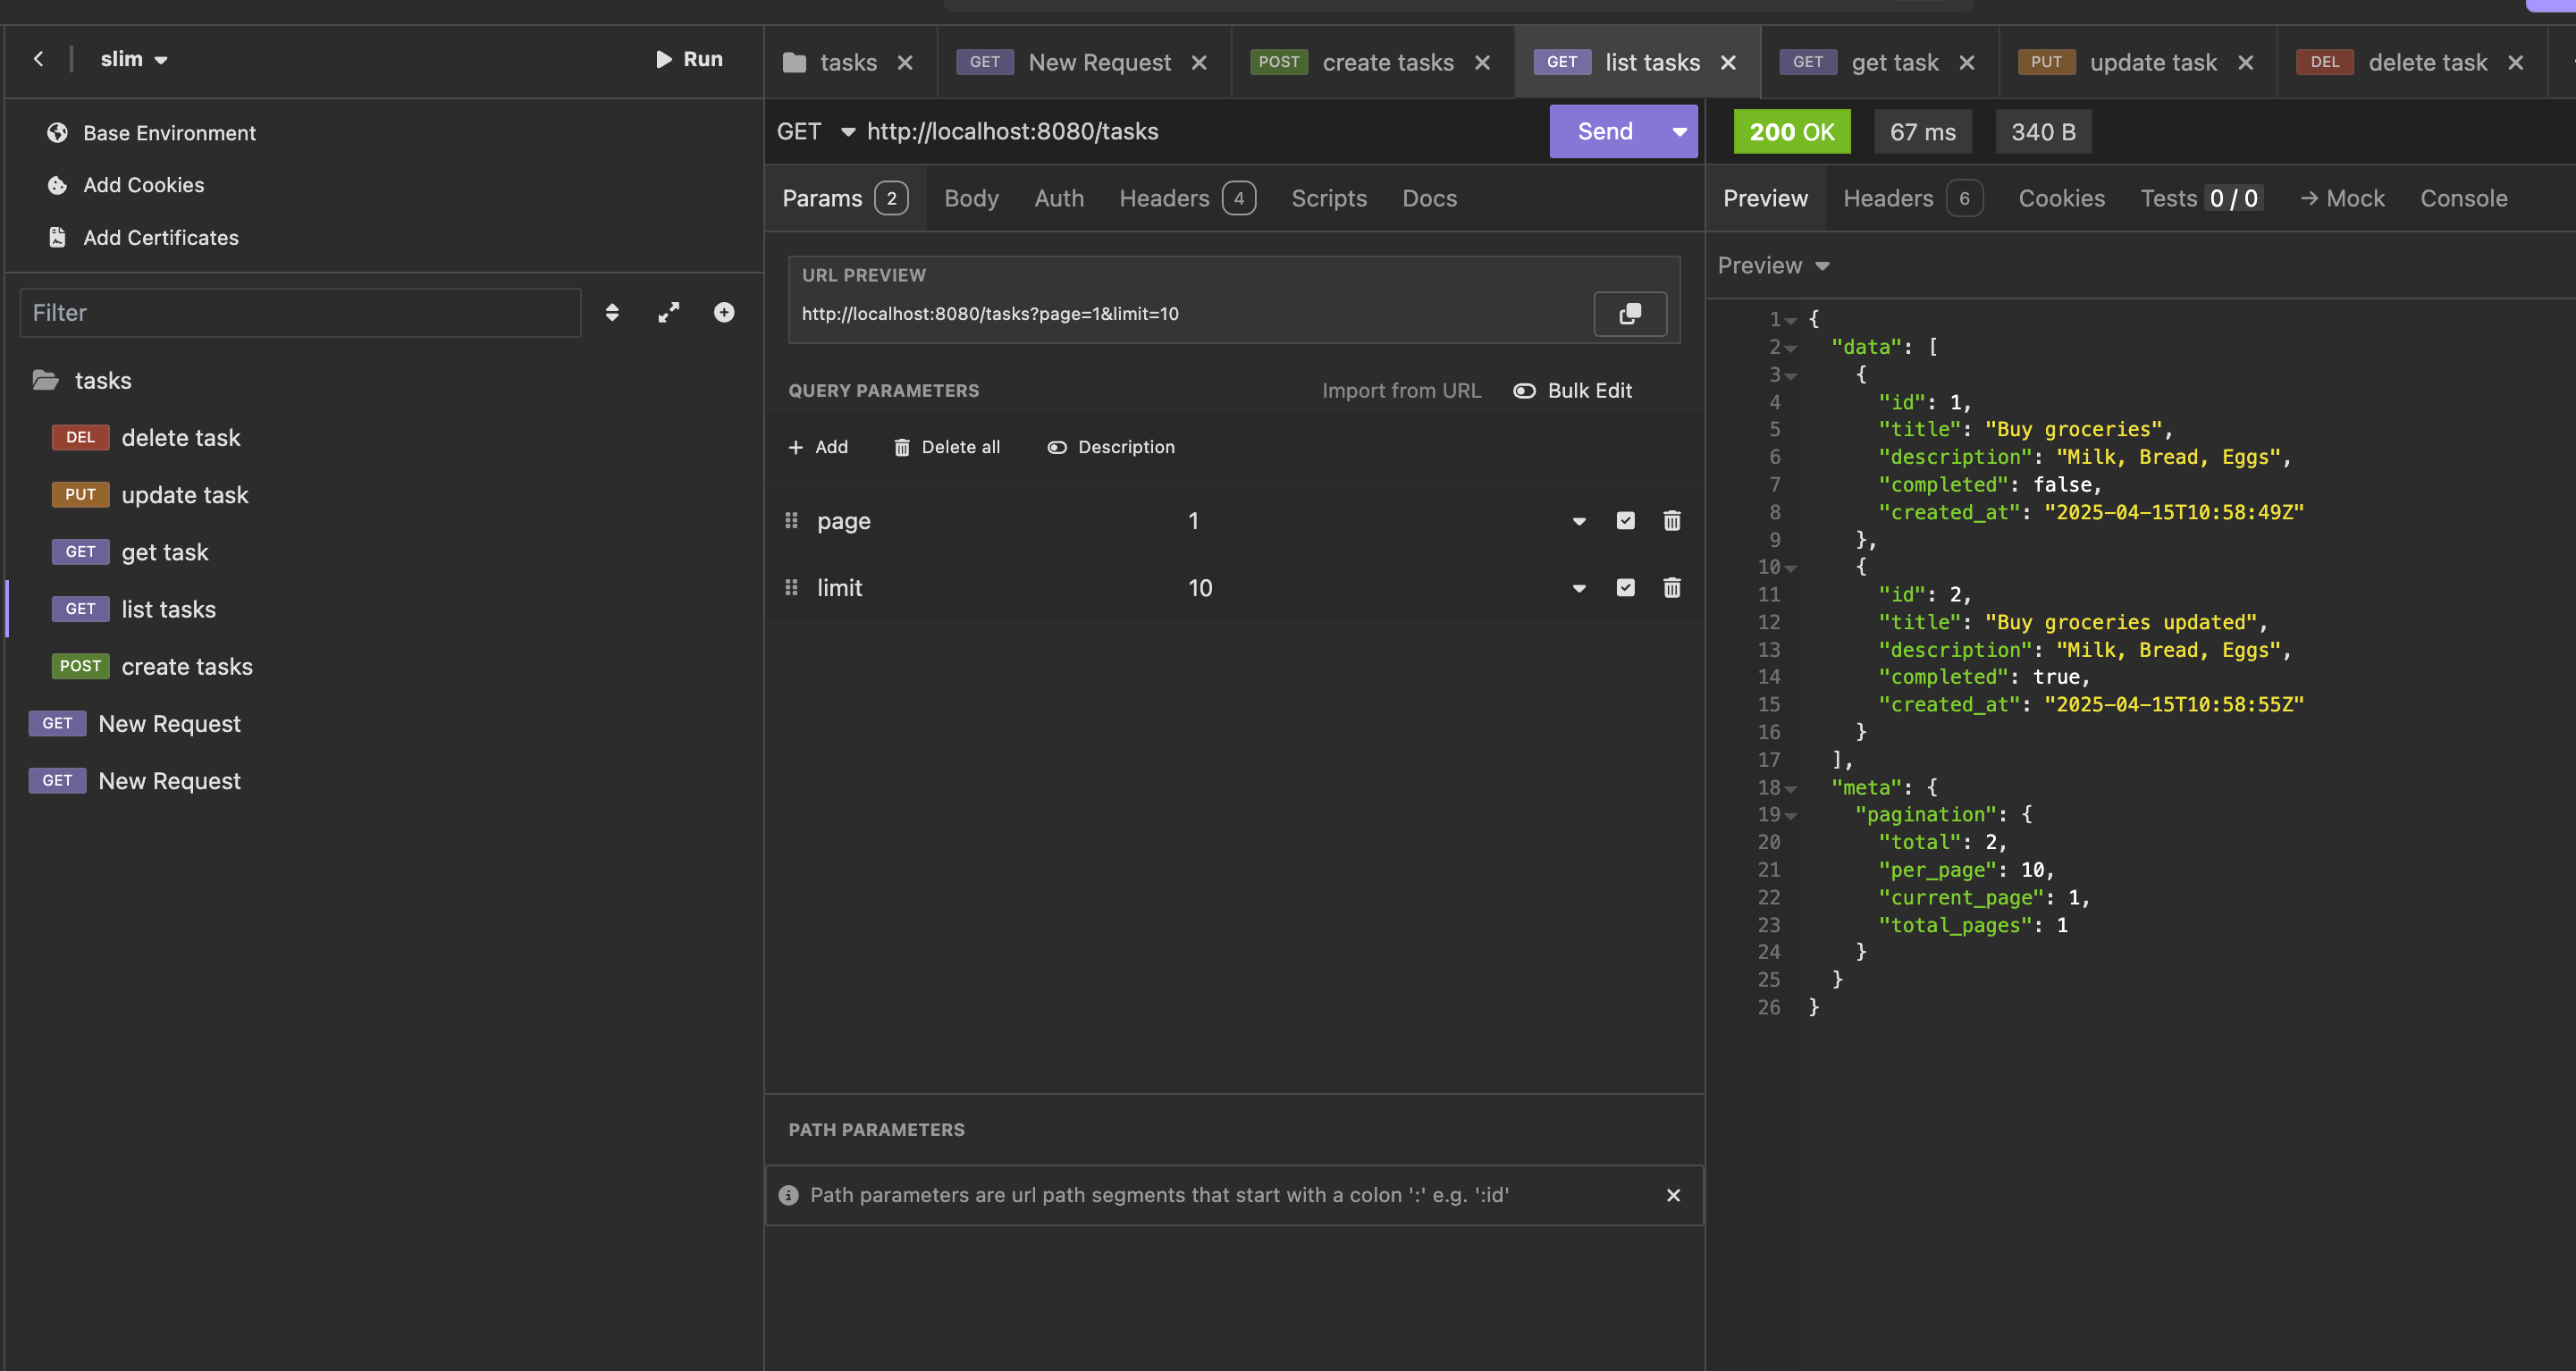 slim
Run
tasks
GET New Request
POST create tasks
GET list tasks
GET get task
PUT update task
DEL delete task
Base Environment
Add Cookies
Add Certificates
Filter
tasks
DEL delete task
PUT update task
GET get task
GET list tasks
POST create tasks
GET New Request
GET New Request
GET http://localhost:8080/tasks
Send
Params 2 Body Auth Headers 4 Scripts Docs
URL PREVIEW
http://localhost:8080/tasks?page=1&limit=10
QUERY PARAMETERS Import from URL Bulk Edit
Add Delete all Description
page 1
limit 10
PATH PARAMETERS
Path parameters are url path segments that start with a colon ':' e.g. ':id'
200 OK 67 ms 340 B
Preview Headers 6 Cookies Tests 0 / 0 → Mock Console
Preview
1 {
2 "data": [
3 {
4 "id": 1,
5 "title": "Buy groceries",
6 "description": "Milk, Bread, Eggs",
7 "completed": false,
8 "created_at": "2025-04-15T10:58:49Z"
9 },
10 {
11 "id": 2,
12 "title": "Buy groceries updated",
13 "description": "Milk, Bread, Eggs",
14 "completed": true,
15 "created_at": "2025-04-15T10:58:55Z"
16 }
17 ],
18 "meta": {
19 "pagination": {
20 "total": 2,
21 "per_page": 10,
22 "current_page": 1,
23 "total_pages": 1
24 }
25 }
26 }